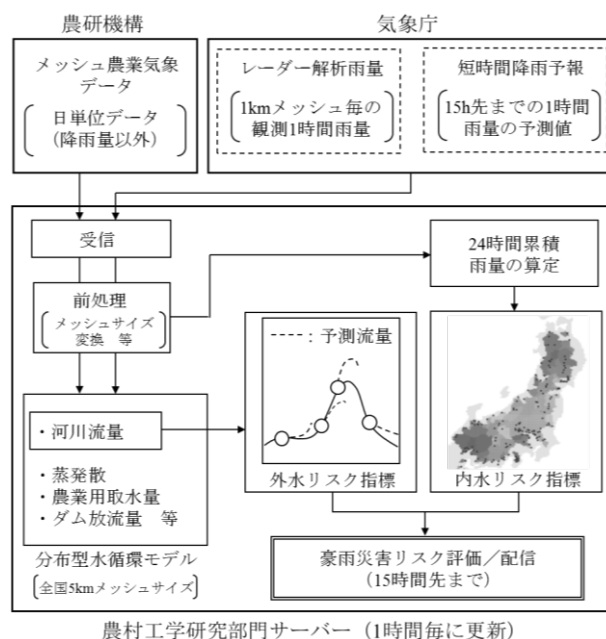 農研機構
気象庁
メッシュ農業気象
データ
日単位データ
（降雨量以外）
レーダー解析雨量
1kmメッシュ毎の
観測1時間雨量
短時間降雨予報
15h先までの1時間
雨量の予測値
受信
前処理
メッシュサイズ
変換　等
24時間累積
雨量の算定
----：予測流量
外水リスク指標
内水リスク指標
・河川流量
・蒸発散
・農業用取水量
・ダム放流量　等
分布型水循環モデル
全国5kmメッシュサイズ
豪雨災害リスク評価／配信
（15時間先まで）
農村工学研究部門サーバー（1時間毎に更新）